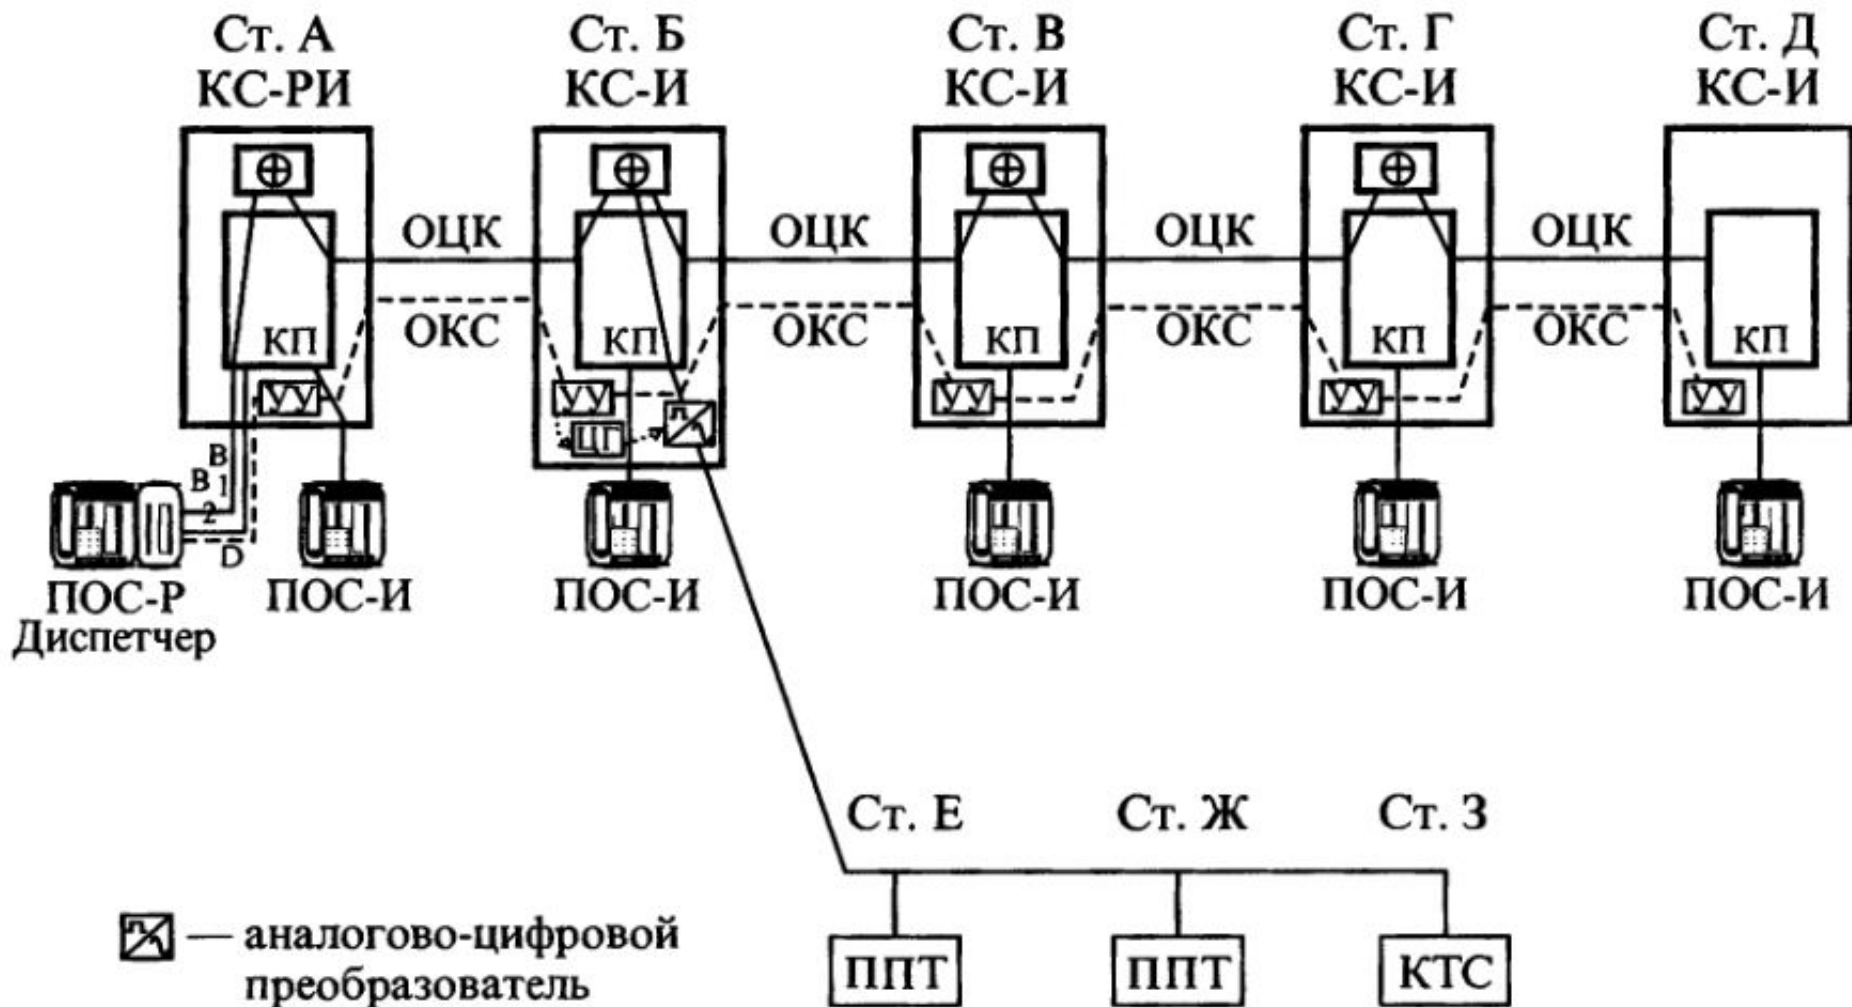 Ст. А Ст. Б Ст. В Ст. Г Ст. Д
КС-РИ КС-И КС-И КС-И КС-И
ОЦК ОЦК ОЦК ОЦК
ОКС ОКС ОКС ОКС
КП КП КП КП КП
УУ УУ УУ УУ УУ
ЦГ
В
В 1
2
D
ПОС-Р ПОС-И ПОС-И ПОС-И ПОС-И ПОС-И
Диспетчер
Ст. Е Ст. Ж Ст. З
— аналогово-цифровой
преобразователь
ППТ ППТ КТС